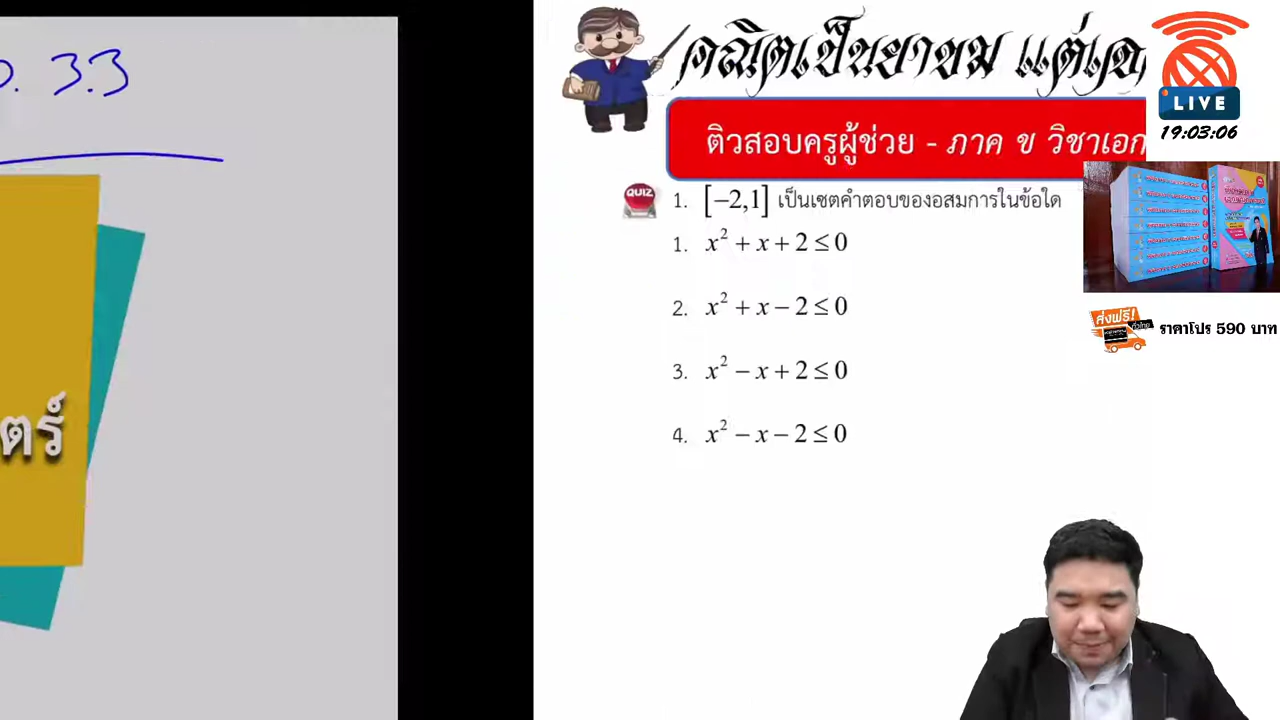 3.3
ตร์
คณิตเป็นยาขม แต่
ติวสอบครูผู้ช่วย - ภาค ข วิชาเอก
QUIZ
1. [−2,1] เป็นเซตคำตอบของอสมการในข้อใด
1. x² + x + 2 ≤ 0
2. x² + x − 2 ≤ 0
3. x² − x + 2 ≤ 0
4. x² − x − 2 ≤ 0
LIVE
19:03:06
ส่งฟรี!
ทั่วไทย
ราคาโปร 590 บาท